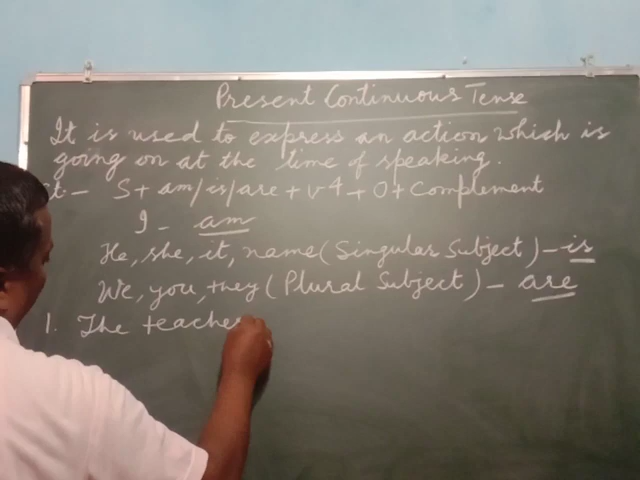 Present Continuous Tense
It is used to express an action which is
going on at the time of speaking.
St:- S+ am/is/are + V4 + O + Complement
I - am
He, she, it, name (Singular Subject) - is
We, you, they (Plural Subject) - are
1. The teacher